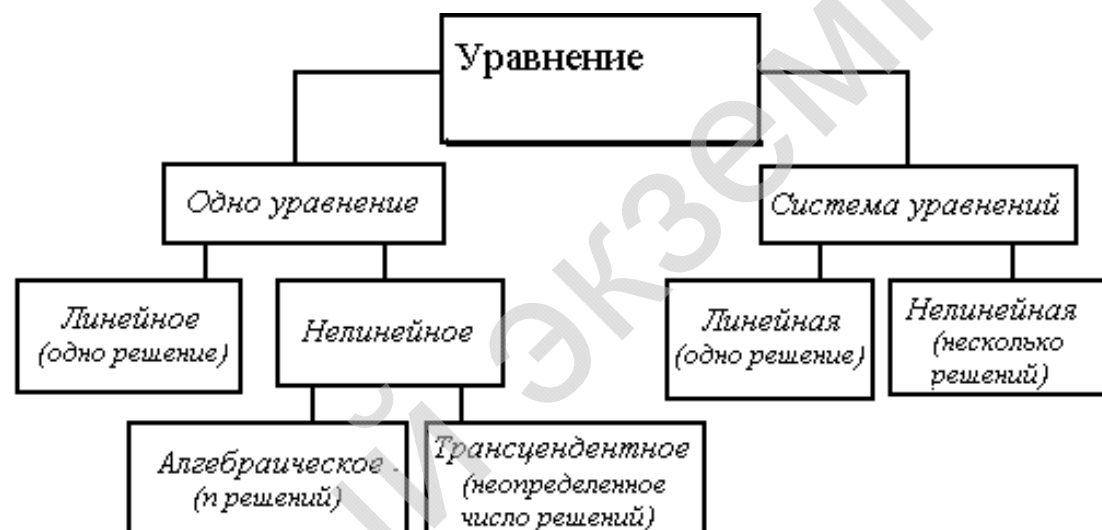 Уравнение
Одно уравнение
Система уравнений
Линейное
(одно решение)
Нелинейное
Линейная
(одно решение)
Нелинейная
(несколько
решений)
Алгебраическое .
(n решений)
Трансцендентное
(неопределенное
число решений)